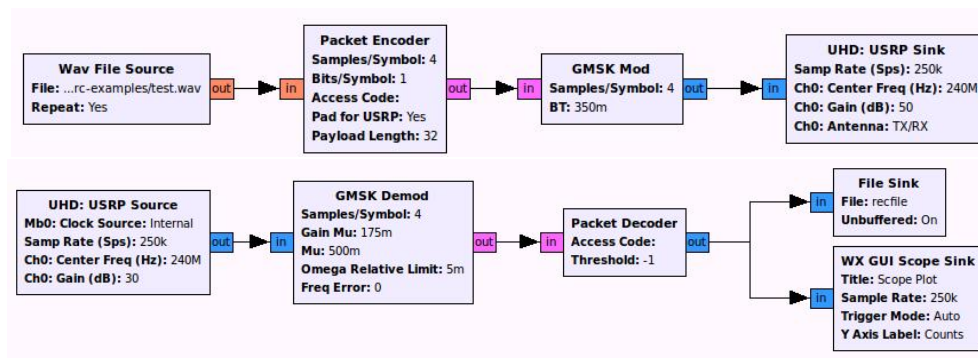 Wav File Source
File: ...rc-examples/test.wav
Repeat: Yes
out
in
Packet Encoder
Samples/Symbol: 4
Bits/Symbol: 1
Access Code:
Pad for USRP: Yes
Payload Length: 32
out
in
GMSK Mod
Samples/Symbol: 4
BT: 350m
out
in
UHD: USRP Sink
Samp Rate (Sps): 250k
Ch0: Center Freq (Hz): 240M
Ch0: Gain (dB): 50
Ch0: Antenna: TX/RX
UHD: USRP Source
Mb0: Clock Source: Internal
Samp Rate (Sps): 250k
Ch0: Center Freq (Hz): 240M
Ch0: Gain (dB): 30
out
in
GMSK Demod
Samples/Symbol: 4
Gain Mu: 175m
Mu: 500m
Omega Relative Limit: 5m
Freq Error: 0
out
in
Packet Decoder
Access Code:
Threshold: -1
out
in
File Sink
File: recfile
Unbuffered: On
in
WX GUI Scope Sink
Title: Scope Plot
Sample Rate: 250k
Trigger Mode: Auto
Y Axis Label: Counts